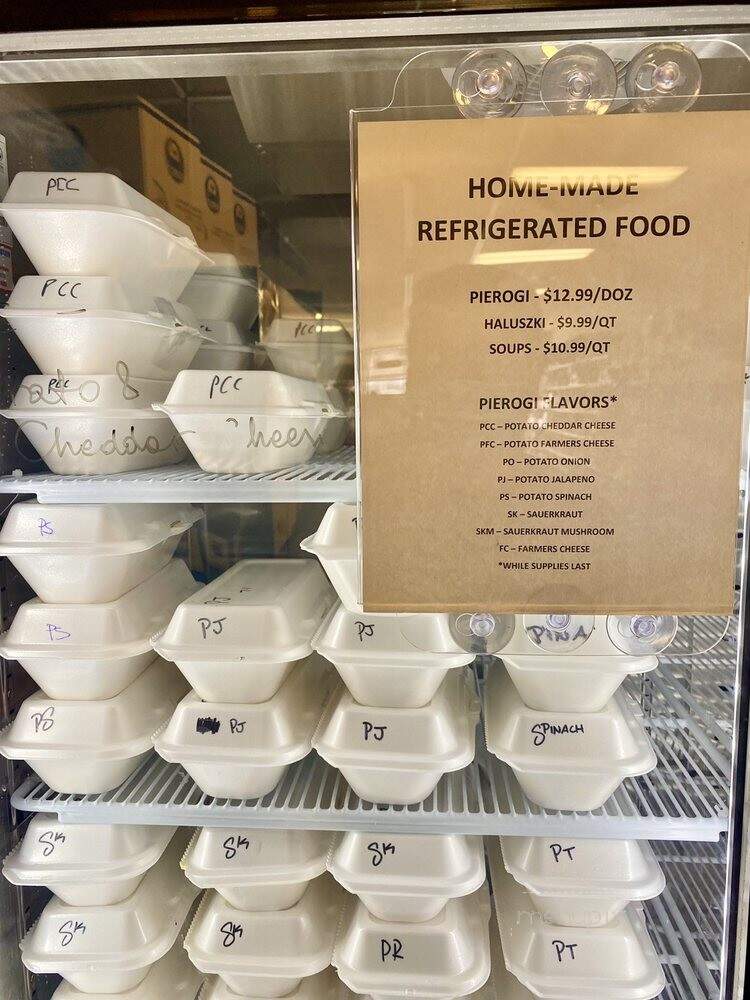 HOME-MADE
REFRIGERATED FOOD
PIEROGI - $12.99/DOZ
HALUSZKI - $9.99/QT
SOUPS - $10.99/QT
PIEROGI FLAVORS*
PCC – POTATO CHEDDAR CHEESE
PFC – POTATO FARMERS CHEESE
PO – POTATO ONION
PJ – POTATO JALAPENO
PS – POTATO SPINACH
SK – SAUERKRAUT
SKM – SAUERKRAUT MUSHROOM
FC – FARMERS CHEESE
*WHILE SUPPLIES LAST
PCC
PCC
PCC
PCC
PCC
&
PS
PS
PJ
PJ
PS
PJ
PJ
SPINACH
SK
SK
SK
PT
SK
SK
PR
PT